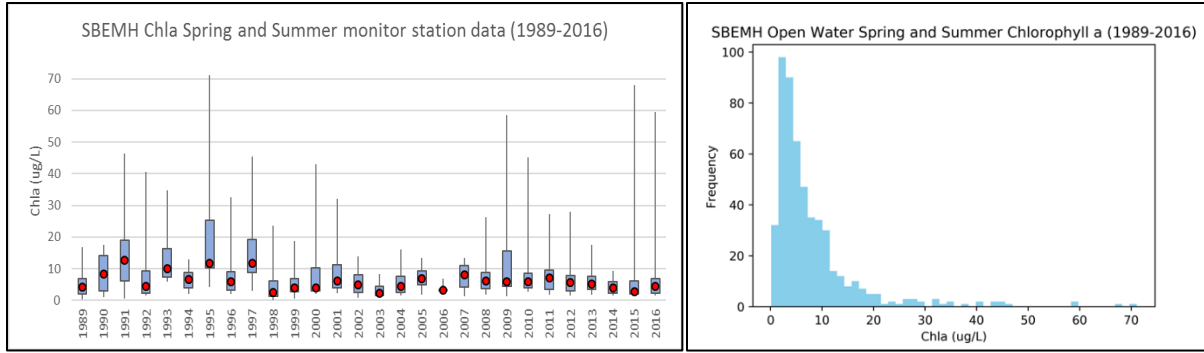 SBEMH Chla Spring and Summer monitor station data (1989-2016)
Chla (ug/L)
70
60
50
40
30
20
10
0
1989 1990 1991 1992 1993 1994 1995 1996 1997 1998 1999 2000 2001 2002 2003 2004 2005 2006 2007 2008 2009 2010 2011 2012 2013 2014 2015 2016
SBEMH Open Water Spring and Summer Chlorophyll a (1989-2016)
Frequency
100
80
60
40
20
0
0 10 20 30 40 50 60 70
Chla (ug/L)